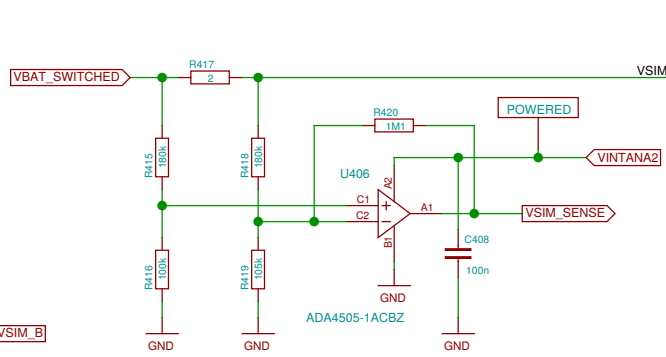 R417
VBAT_SWITCHED
2
VSIM
R420
1M1
POWERED
R415
180k
R418
180k
U406
A2
VINTANA2
C1
+
A1
C2
−
VSIM_SENSE
B1
C408
100n
R416
100k
R419
105k
GND
ADA4505-1ACBZ
VSIM_B
GND
GND
GND